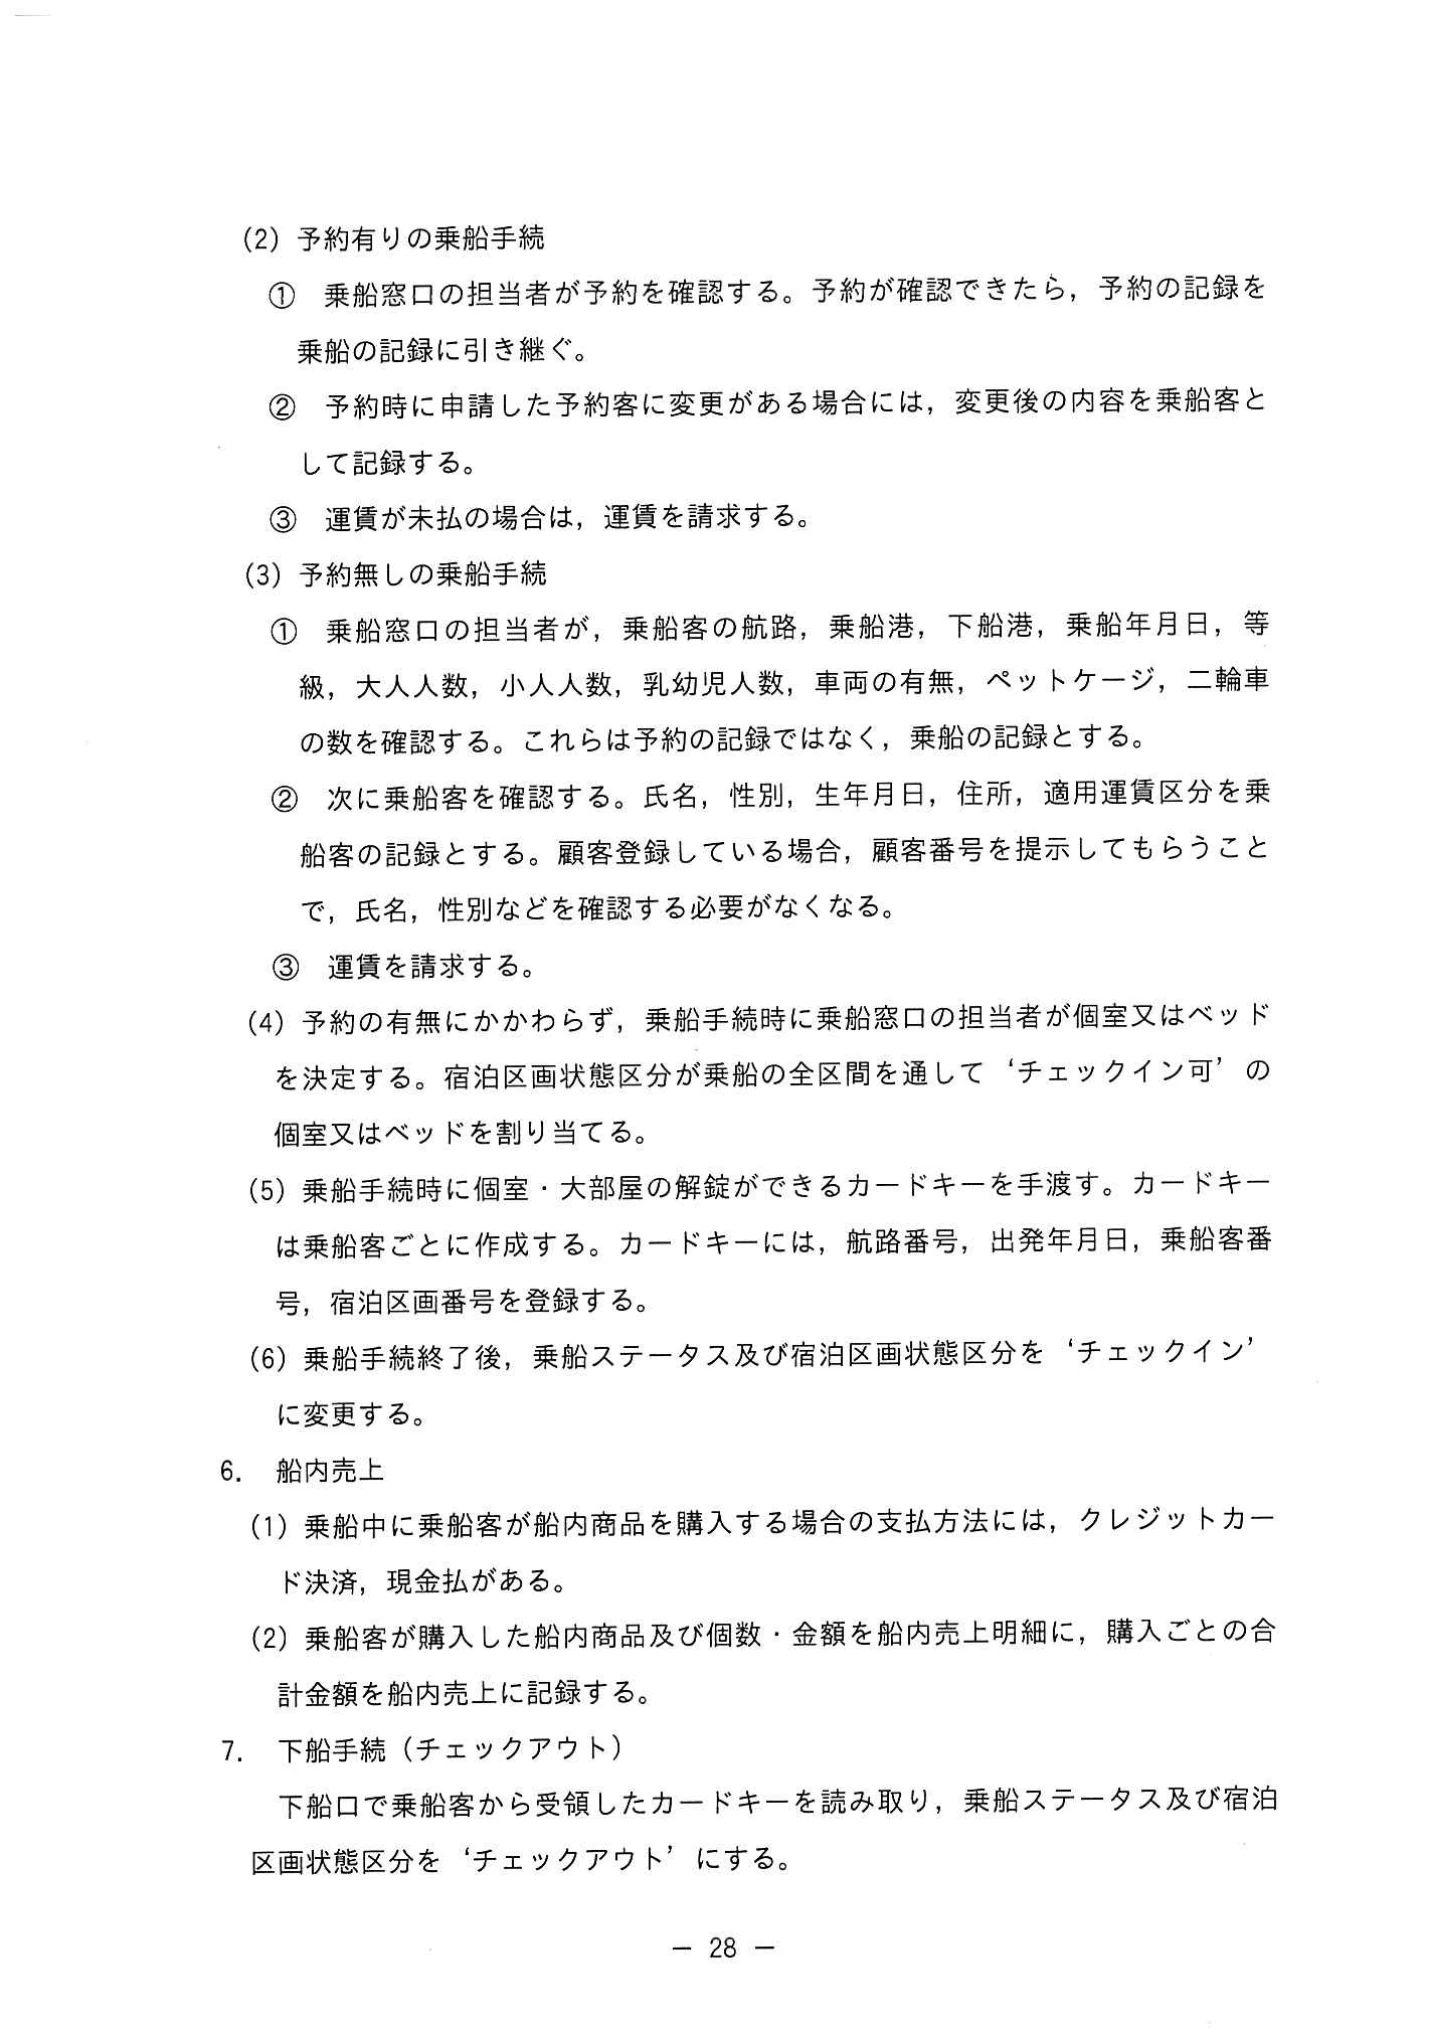 (2) 予約有りの乗船手続
① 乗船窓口の担当者が予約を確認する。予約が確認できたら，予約の記録を
乗船の記録に引き継ぐ。
② 予約時に申請した予約客に変更がある場合には，変更後の内容を乗船客と
して記録する。
③ 運賃が未払の場合は，運賃を請求する。
(3) 予約無しの乗船手続
① 乗船窓口の担当者が，乗船客の航路，乗船港，下船港，乗船年月日，等
級，大人人数，小人人数，乳幼児人数，車両の有無，ペットケージ，二輪車
の数を確認する。これらは予約の記録ではなく，乗船の記録とする。
② 次に乗船客を確認する。氏名，性別，生年月日，住所，適用運賃区分を乗
船客の記録とする。顧客登録している場合，顧客番号を提示してもらうこと
で，氏名，性別などを確認する必要がなくなる。
③ 運賃を請求する。
(4) 予約の有無にかかわらず，乗船手続時に乗船窓口の担当者が個室又はベッド
を決定する。宿泊区画状態区分が乗船の全区間を通して‘チェックイン可’の
個室又はベッドを割り当てる。
(5) 乗船手続時に個室・大部屋の解錠ができるカードキーを手渡す。カードキー
は乗船客ごとに作成する。カードキーには，航路番号，出発年月日，乗船客番
号，宿泊区画番号を登録する。
(6) 乗船手続終了後，乗船ステータス及び宿泊区画状態区分を‘チェックイン’
に変更する。
6. 船内売上
(1) 乗船中に乗船客が船内商品を購入する場合の支払方法には，クレジットカー
ド決済，現金払がある。
(2) 乗船客が購入した船内商品及び個数・金額を船内売上明細に，購入ごとの合
計金額を船内売上に記録する。
7. 下船手続（チェックアウト）
下船口で乗船客から受領したカードキーを読み取り，乗船ステータス及び宿泊
区画状態区分を‘チェックアウト’にする。
－ 28 －